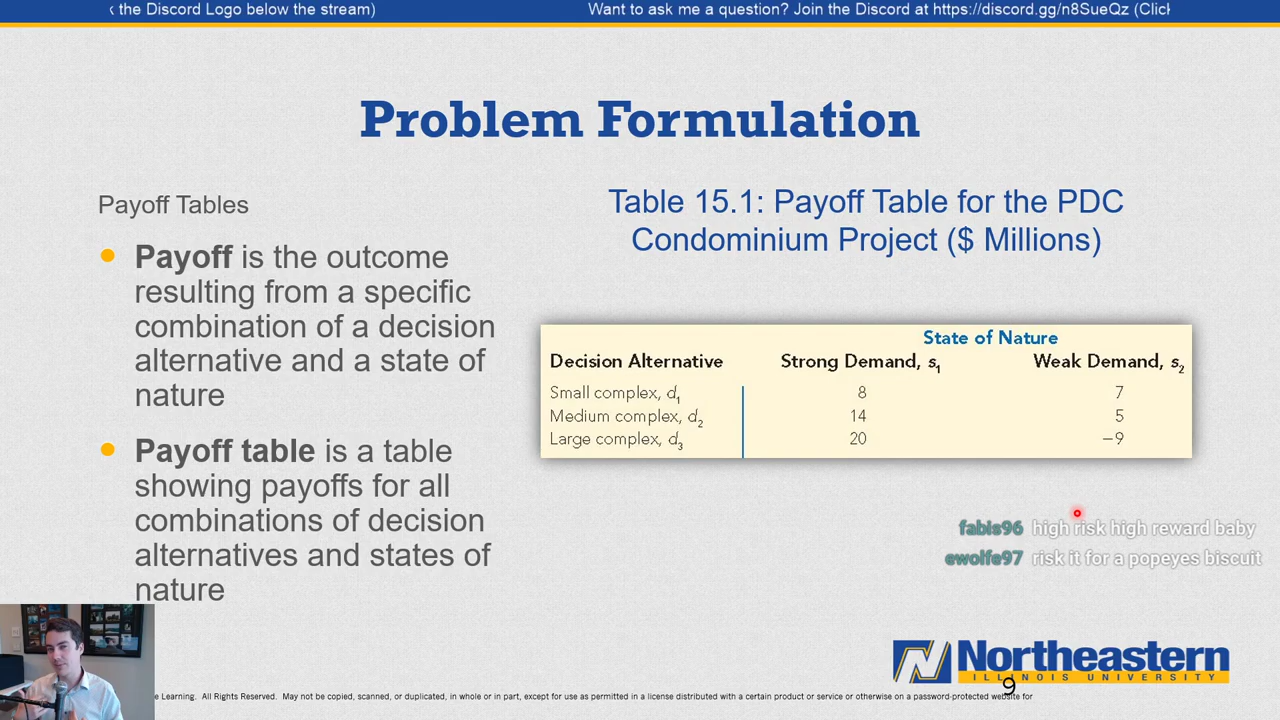 the Discord Logo below the stream)
Want to ask me a question? Join the Discord at https://discord.gg/n8SueQz (Click
Problem Formulation
Payoff Tables
Payoff is the outcome
resulting from a specific
combination of a decision
alternative and a state of
nature
Payoff table is a table
showing payoffs for all
combinations of decision
alternatives and states of
nature
Table 15.1: Payoff Table for the PDC
Condominium Project ($ Millions)
State of Nature
Decision Alternative Strong Demand, s1 Weak Demand, s2
Small complex, d1 8 7
Medium complex, d2 14 5
Large complex, d3 20 −9
fabis96 high risk high reward baby
ewolfe97 risk it for a popeyes biscuit
Northeastern
ILLINOIS UNIVERSITY
9
e Learning. All Rights Reserved. May not be copied, scanned, or duplicated, in whole or in part, except for use as permitted in a license distributed with a certain product or service or otherwise on a password-protected website for